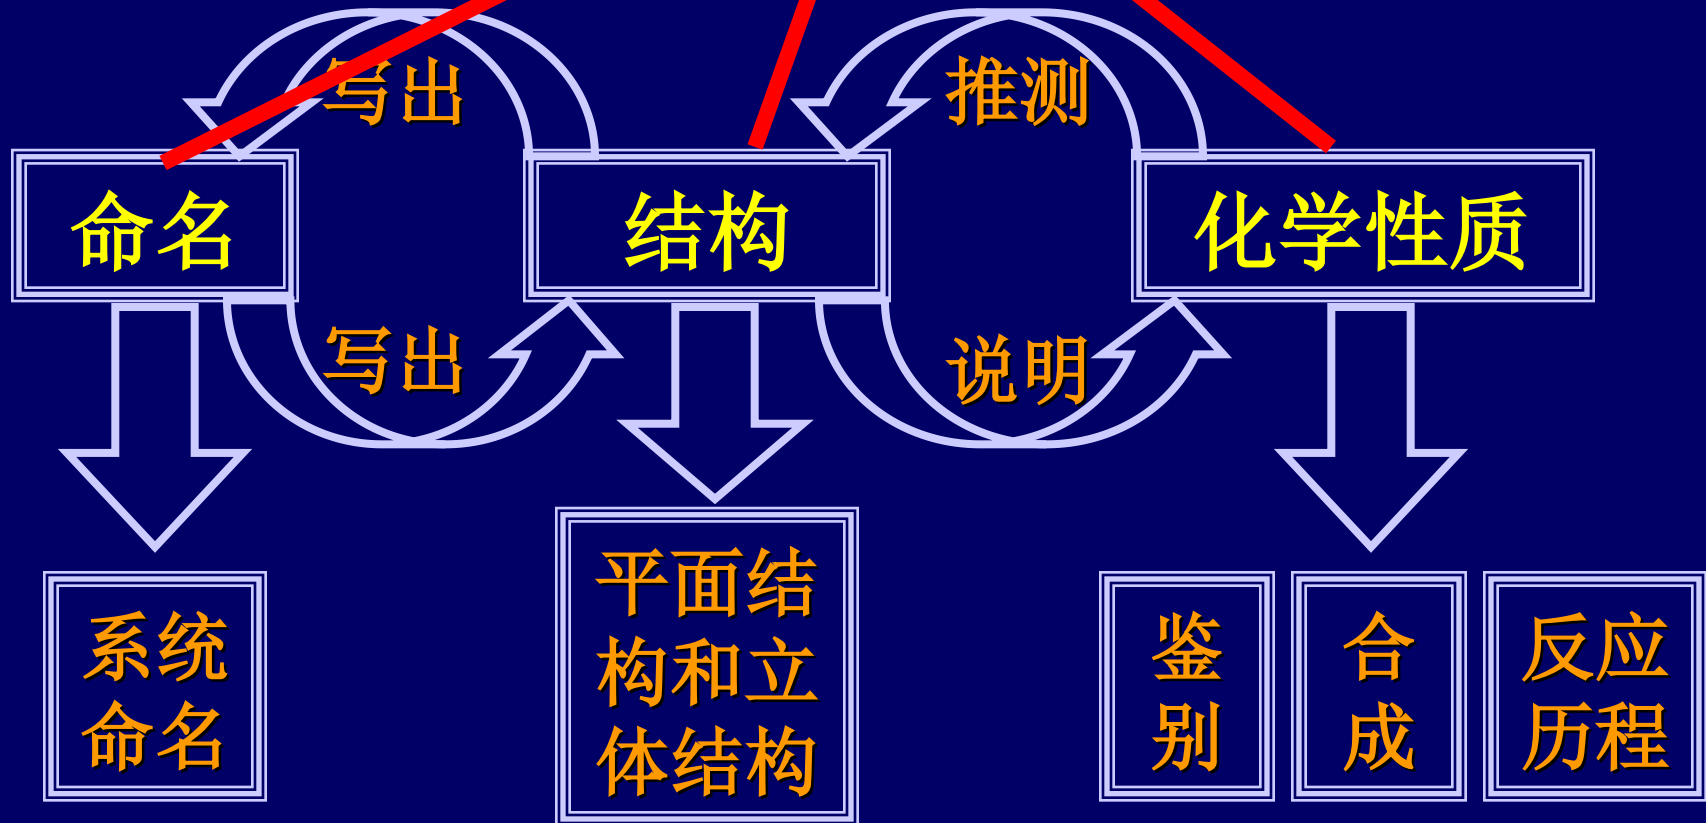 写出
推测
命名
结构
化学性质
写出
说明
系统
命名
平面结
构和立
体结构
鉴
别
合
成
反应
历程